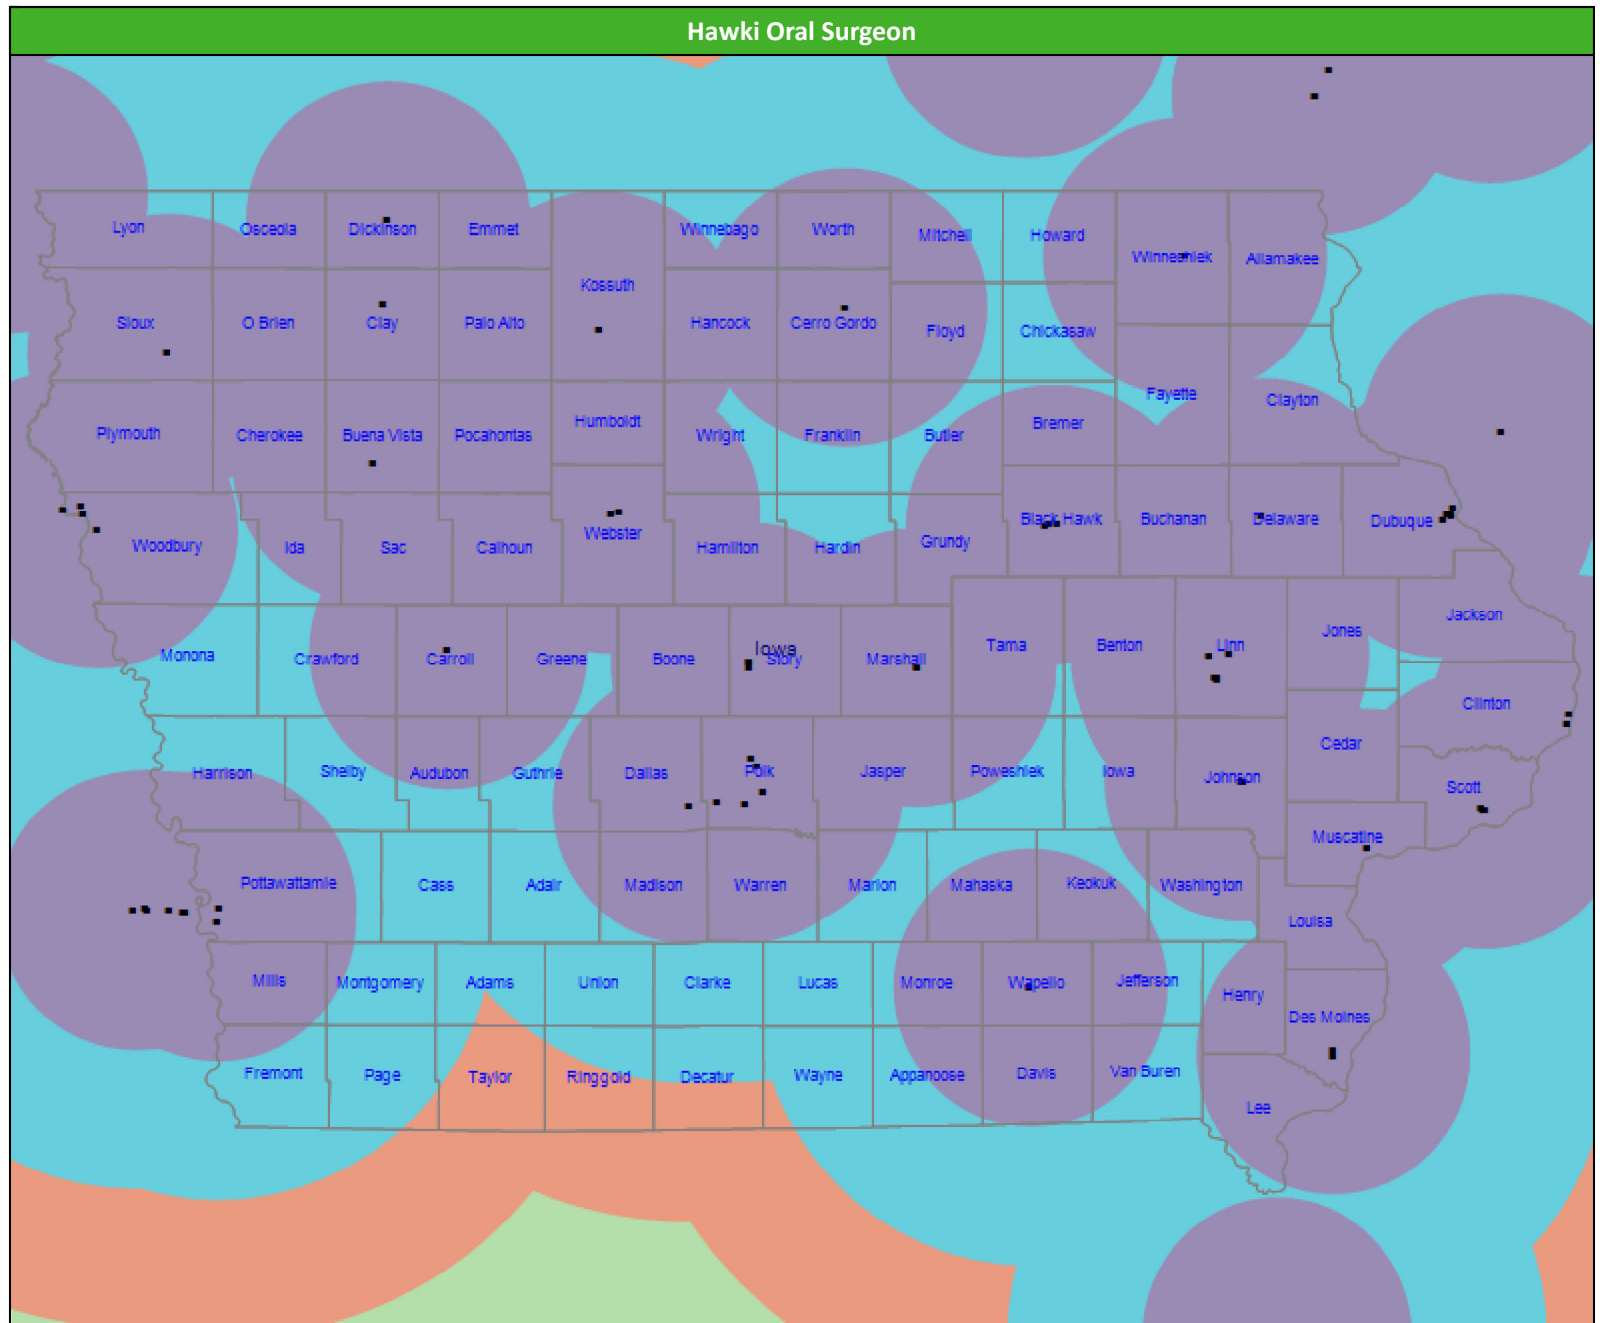 Hawki Oral Surgeon
Lyon Osceola Dickinson Emmet Winnebago Worth Mitchell Howard
Winneshiek Allamakee
Kossuth
Sioux O Brien Clay Palo Alto Hancock Cerro Gordo Floyd Chickasaw
Fayette Clayton
Plymouth Cherokee Buena Vista Pocahontas Humboldt Wright Franklin Butler Bremer
Woodbury Ida Sac Calhoun Webster Hamilton Hardin Grundy Black Hawk Buchanan Delaware Dubuque
Jackson
Iowa
Monona Crawford Carroll Greene Boone Story Marshall Tama Benton Linn Jones
Clinton
Harrison Shelby Audubon Guthrie Dallas Polk Jasper Poweshiek Iowa Johnson Cedar
Scott
Muscatine
Pottawattamie Cass Adair Madison Warren Marion Mahaska Keokuk Washington
Louisa
Mills Montgomery Adams Union Clarke Lucas Monroe Wapello Jefferson Henry
Des Moines
Fremont Page Taylor Ringgold Decatur Wayne Appanoose Davis Van Buren
Lee